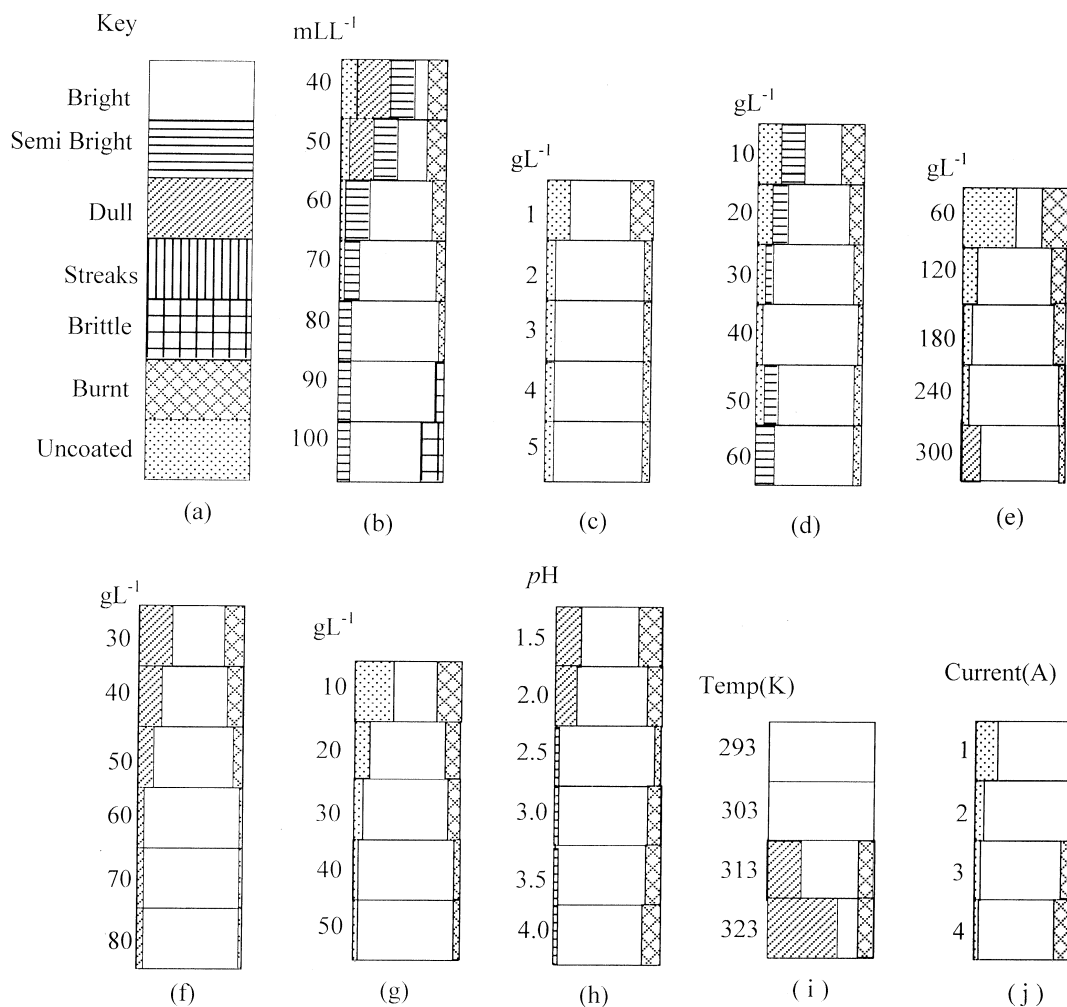 Key
Bright
Semi Bright
Dull
Streaks
Brittle
Burnt
Uncoated
(a)
mLL⁻¹
40
50
60
70
80
90
100
(b)
gL⁻¹
1
2
3
4
5
(c)
gL⁻¹
10
20
30
40
50
60
(d)
gL⁻¹
60
120
180
240
300
(e)
gL⁻¹
30
40
50
60
70
80
(f)
gL⁻¹
10
20
30
40
50
(g)
pH
1.5
2.0
2.5
3.0
3.5
4.0
(h)
Temp(K)
293
303
313
323
( i )
Current(A)
1
2
3
4
( j )